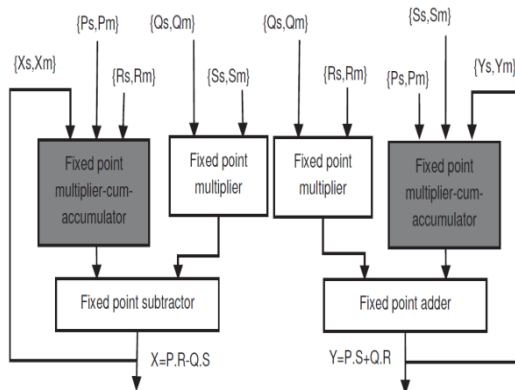 {Ps,Pm}
{Qs,Qm}
{Qs,Qm}
{Ss,Sm}
{Xs,Xm}
{Ys,Ym}
{Rs,Rm}
{Ss,Sm}
{Rs,Rm}
{Ps,Pm}
Fixed point
multiplier-cum-
accumulator
Fixed point
multiplier
Fixed point
multiplier
Fixed point
multiplier-cum-
accumulator
Fixed point subtractor
Fixed point adder
X=P.R-Q.S
Y=P.S+Q.R